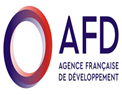 AFD
AGENCE FRANÇAISE
DE DÉVELOPPEMENT